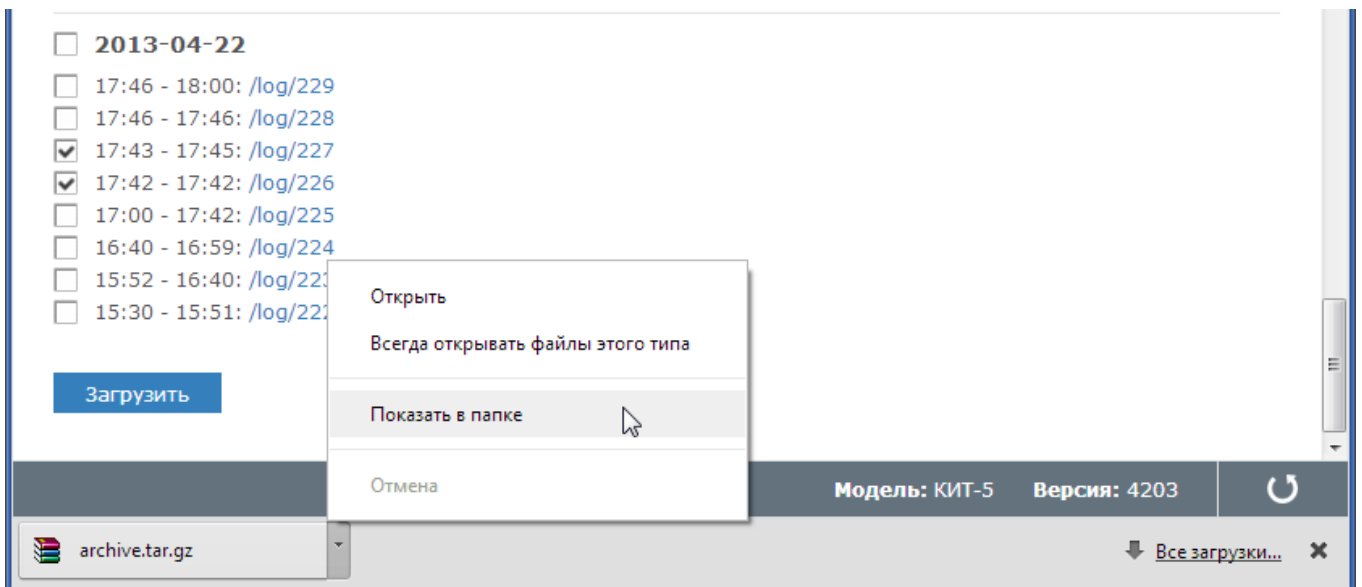 2013-04-22
17:46 - 18:00: /log/229
17:46 - 17:46: /log/228
17:43 - 17:45: /log/227
17:42 - 17:42: /log/226
17:00 - 17:42: /log/225
16:40 - 16:59: /log/224
15:52 - 16:40: /log/223
15:30 - 15:51: /log/222
Открыть
Всегда открывать файлы этого типа
Загрузить
Показать в папке
Отмена
Модель: КИТ-5 Версия: 4203
archive.tar.gz
Все загрузки...